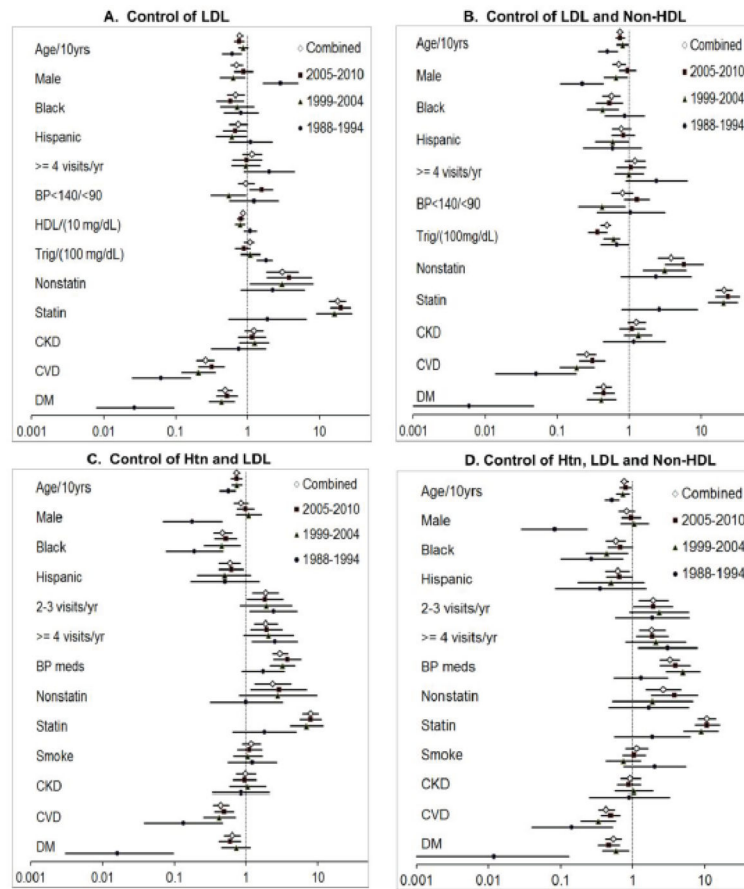 A. Control of LDL
Age/10yrs
Male
Black
Hispanic
>= 4 visits/yr
BP<140/<90
HDL/(10 mg/dL)
Trig/(100 mg/dL)
Nonstatin
Statin
CKD
CVD
DM
Combined
2005-2010
1999-2004
1988-1994
0.001 0.01 0.1 1 10
B. Control of LDL and Non-HDL
Age/10yrs
Male
Black
Hispanic
>= 4 visits/yr
BP<140/<90
Trig/(100mg/dL)
Nonstatin
Statin
CKD
CVD
DM
Combined
2005-2010
1999-2004
1988-1994
0.001 0.01 0.1 1 10
C. Control of Htn and LDL
Age/10yrs
Male
Black
Hispanic
2-3 visits/yr
>= 4 visits/yr
BP meds
Nonstatin
Statin
Smoke
CKD
CVD
DM
Combined
2005-2010
1999-2004
1988-1994
0.001 0.01 0.1 1 10
D. Control of Htn, LDL and Non-HDL
Age/10yrs
Male
Black
Hispanic
2-3 visits/yr
>= 4 visits/yr
BP meds
Nonstatin
Statin
Smoke
CKD
CVD
DM
Combined
2005-2010
1999-2004
1988-1994
0.001 0.01 0.1 1 10